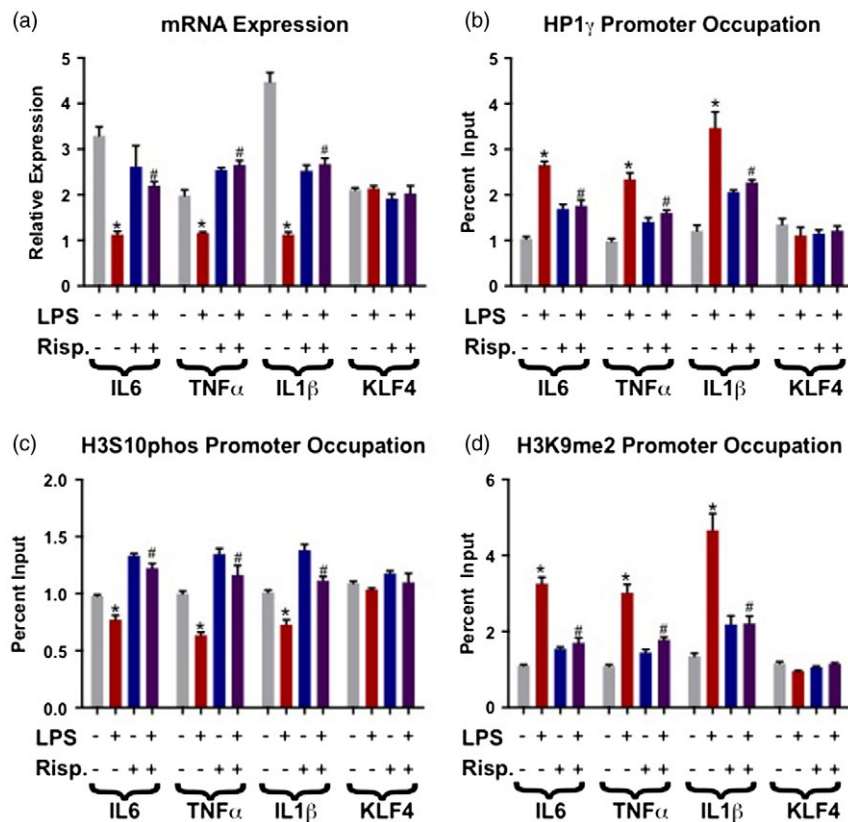 (a) mRNA Expression
Relative Expression
5
4
3
2
1
0
* # * # * #
LPS - + - + - + - + - + - + - + - +
Risp. - - + + - - + + - - + + - - + +
IL6 TNFα IL1β KLF4
(b) HP1γ Promoter Occupation
Percent Input
5
4
3
2
1
0
* # * # * #
LPS - + - + - + - + - + - + - + - +
Risp. - - + + - - + + - - + + - - + +
IL6 TNFα IL1β KLF4
(c) H3S10phos Promoter Occupation
Percent Input
2.0
1.5
1.0
0.5
0.0
* # * # * #
LPS - + - + - + - + - + - + - + - +
Risp. - - + + - - + + - - + + - - + +
IL6 TNFα IL1β KLF4
(d) H3K9me2 Promoter Occupation
Percent Input
6
4
2
0
* # * # * #
LPS - + - + - + - + - + - + - + - +
Risp. - - + + - - + + - - + + - - + +
IL6 TNFα IL1β KLF4